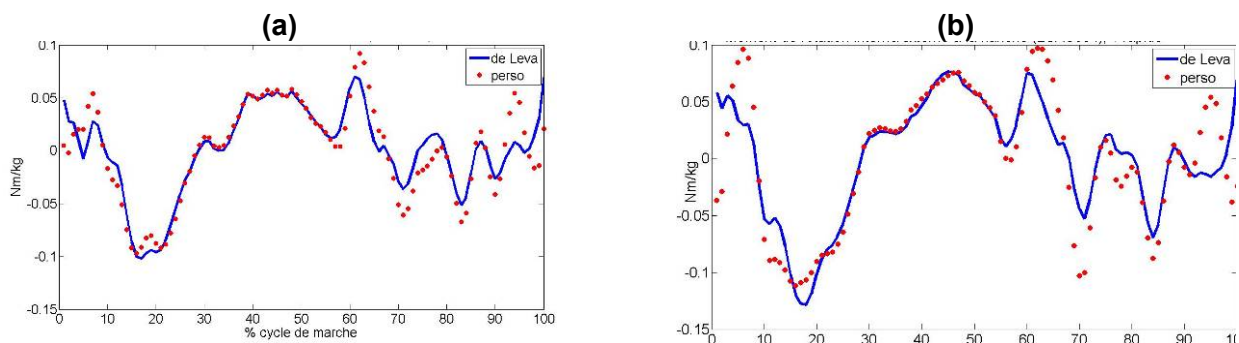 (a)
(b)
0.1
0.05
0
-0.05
-0.1
-0.15
Nm/kg
de Leva
perso
0 10 20 30 40 50 60 70 80 90 100
% cycle de marche
0.1
0.05
0
-0.05
-0.1
-0.15
Nm/kg
de Leva
perso
0 10 20 30 40 50 60 70 80 90